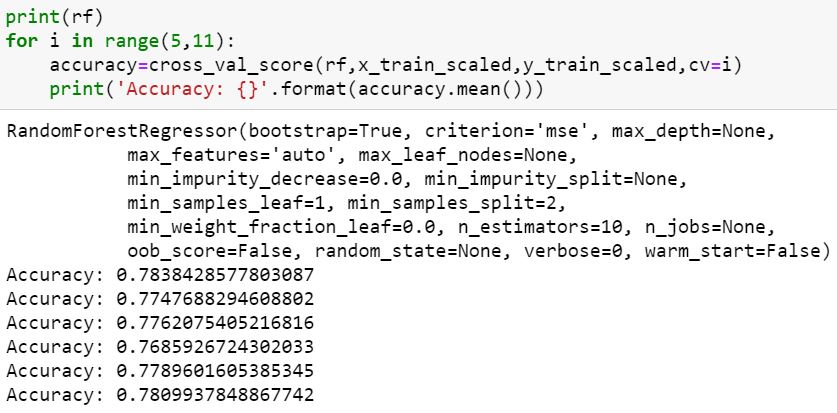 print(rf)
for i in range(5,11):
    accuracy=cross_val_score(rf,x_train_scaled,y_train_scaled,cv=i)
    print('Accuracy: {}'.format(accuracy.mean()))
RandomForestRegressor(bootstrap=True, criterion='mse', max_depth=None,
           max_features='auto', max_leaf_nodes=None,
           min_impurity_decrease=0.0, min_impurity_split=None,
           min_samples_leaf=1, min_samples_split=2,
           min_weight_fraction_leaf=0.0, n_estimators=10, n_jobs=None,
           oob_score=False, random_state=None, verbose=0, warm_start=False)
Accuracy: 0.7838428577803087
Accuracy: 0.7747688294608802
Accuracy: 0.7762075405216816
Accuracy: 0.7685926724302033
Accuracy: 0.7789601605385345
Accuracy: 0.7809937848867742